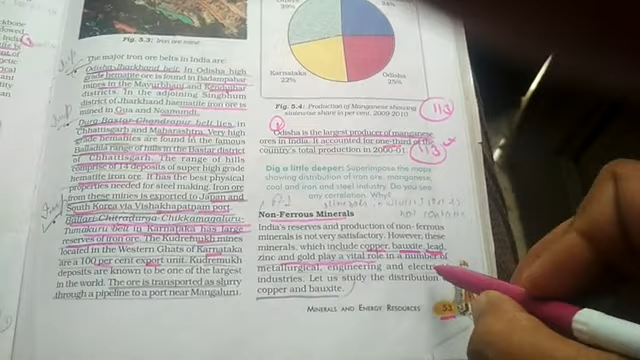 Fig. 5.3: Iron ore mine
The major iron ore belts in India are:
Odisha-Jharkhand belt: In Odisha high
grade hematite ore is found in Badampahar
mines in the Mayurbhanj and Kendujhar
districts. In the adjoining Singbhum
district of Jharkhand haematite iron ore is
mined in Gua and Noamundi.
Durg-Bastar-Chandrapur belt lies in
Chhattisgarh and Maharashtra. Very high
grade hematites are found in the famous
Bailadila range of hills in the Bastar district
of Chhattisgarh. The range of hills
comprise of 14 deposits of super high grade
hematite iron ore. It has the best physical
properties needed for steel making. Iron ore
from these mines is exported to Japan and
South Korea via Vishakhapatnam port.
Ballari-Chitradurga-Chikkamagaluru-
Tumakuru belt in Karnataka has large
reserves of iron ore. The Kudremukh mines
located in the Western Ghats of Karnataka
are a 100 per cent export unit. Kudremukh
deposits are known to be one of the largest
in the world. The ore is transported as slurry
through a pipeline to a port near Mangaluru.
Karnataka
22%
Odisha
25%
Fig. 5.4: Production of Manganese showing
statewise share in per cent, 2009-2010
Odisha is the largest producer of manganese
ores in India. It accounted for one-third of the
country's total production in 2000-01.
1/3
Dig a little deeper: Superimpose the maps
showing distribution of iron ore, manganese,
coal and iron and steel industry. Do you see
any correlation. Why?
Non-Ferrous Minerals
India's reserves and production of non-ferrous
minerals is not very satisfactory. However, these
minerals, which include copper, bauxite, lead,
zinc and gold play a vital role in a number of
metallurgical, engineering and electrical
industries. Let us study the distribution
copper and bauxite.
MINERALS AND ENERGY RESOURCES 53